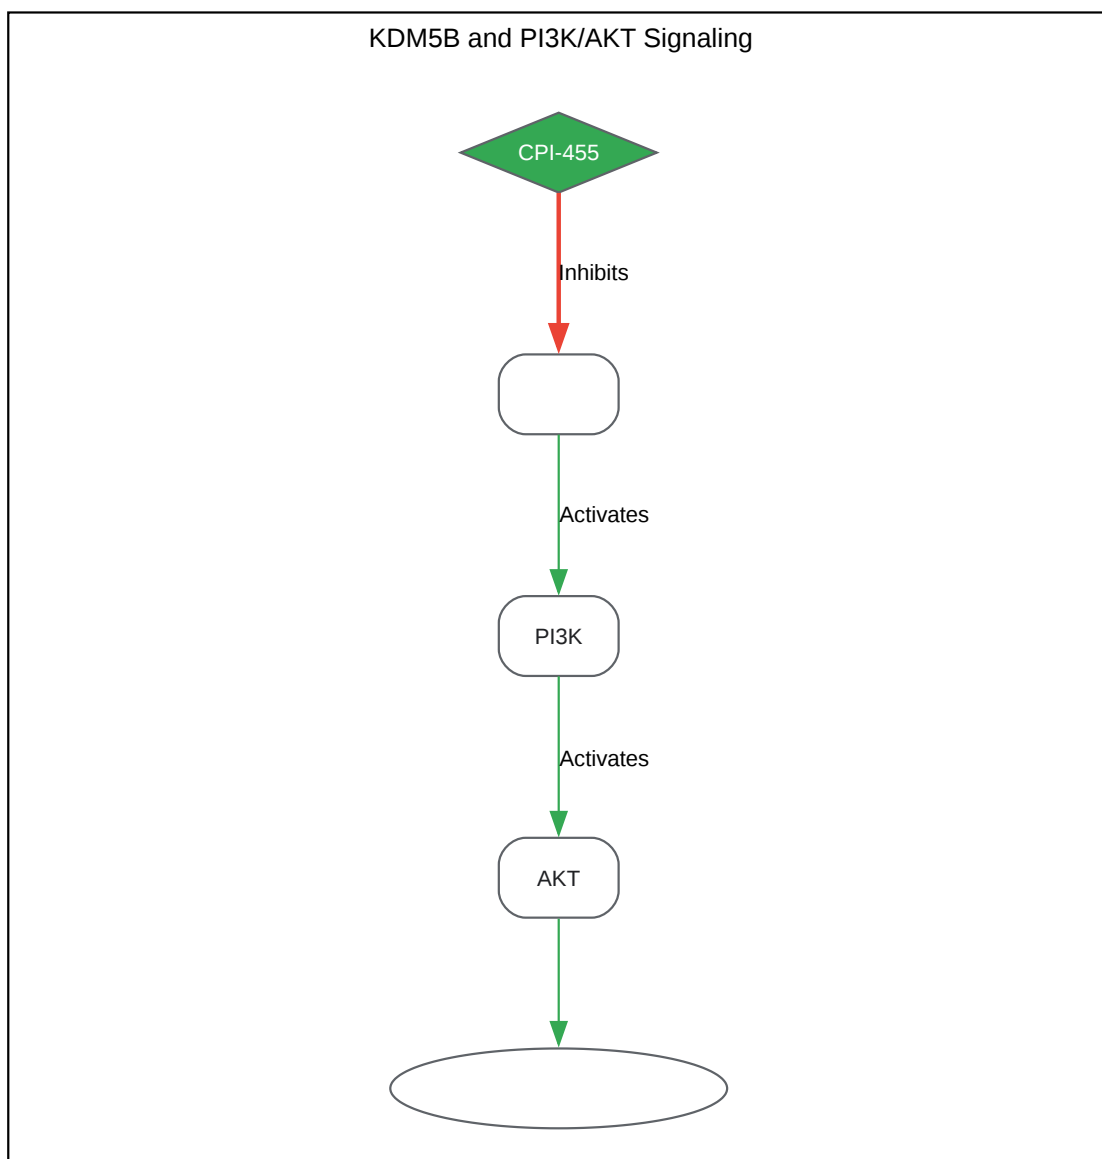 KDM5B and PI3K/AKT Signaling
CPI-455
Inhibits
Activates
PI3K
Activates
AKT